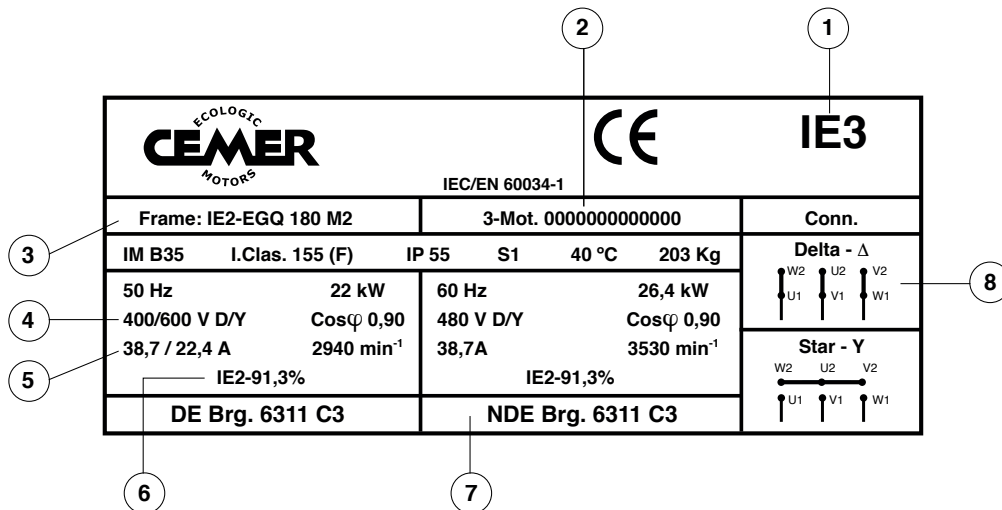 2
1
ECOLOGIC
CEMER
MOTORS
CE
IE3
IEC/EN 60034-1
3
Frame: IE2-EGQ 180 M2
3-Mot. 0000000000000
Conn.
IM B35 I.Clas. 155 (F) IP 55 S1 40 ºC 203 Kg
Delta - Δ
W2 U2 V2
U1 V1 W1
8
50 Hz 22 kW
60 Hz 26,4 kW
4
400/600 V D/Y Cosφ 0,90
480 V D/Y Cosφ 0,90
5
38,7 / 22,4 A 2940 min⁻¹
38,7A 3530 min⁻¹
IE2-91,3%
IE2-91,3%
Star - Y
W2 U2 V2
U1 V1 W1
DE Brg. 6311 C3
NDE Brg. 6311 C3
6
7